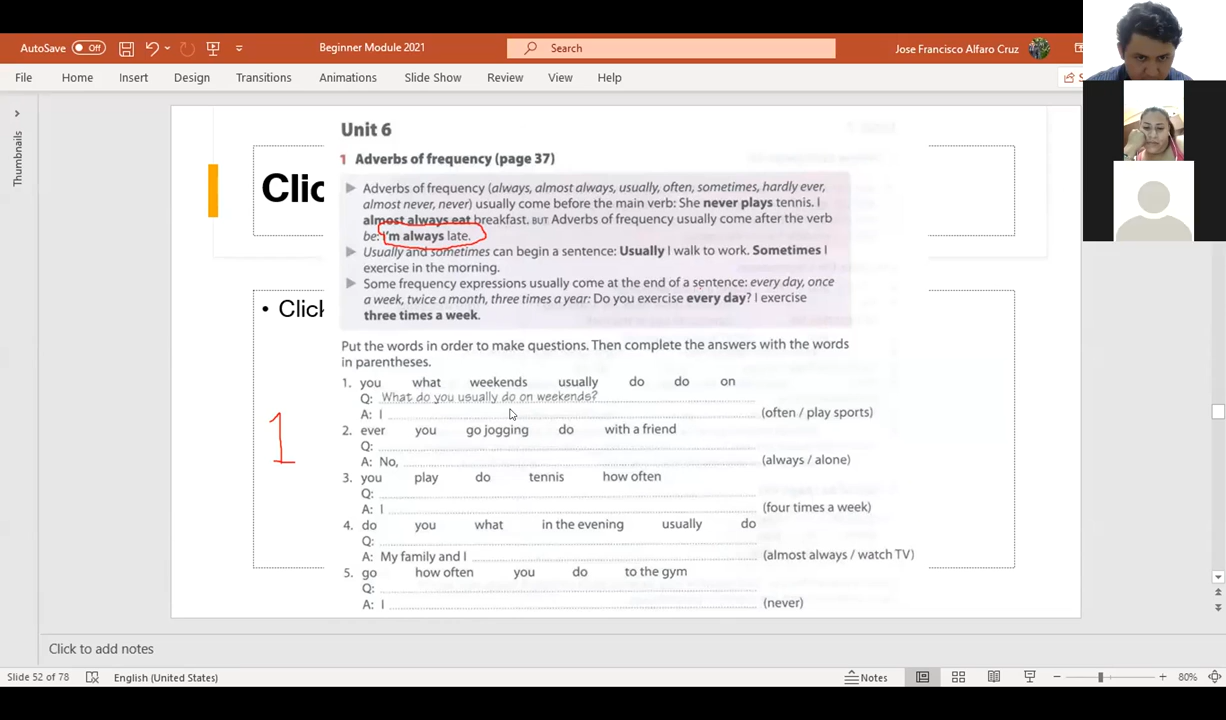 AutoSave Off
Beginner Module 2021
Search
Jose Francisco Alfaro Cruz
File Home Insert Design Transitions Animations Slide Show Review View Help
Thumbnails
Clic
• Click
1
Unit 6
1 Adverbs of frequency (page 37)
Adverbs of frequency (always, almost always, usually, often, sometimes, hardly ever,
almost never, never) usually come before the main verb: She never plays tennis. I
almost always eat breakfast. BUT Adverbs of frequency usually come after the verb
be: I'm always late.
Usually and sometimes can begin a sentence: Usually I walk to work. Sometimes I
exercise in the morning.
Some frequency expressions usually come at the end of a sentence: every day, once
a week, twice a month, three times a year: Do you exercise every day? I exercise
three times a week.
Put the words in order to make questions. Then complete the answers with the words
in parentheses.
1. you what weekends usually do do on
Q: What do you usually do on weekends?
A: I (often / play sports)
2. ever you go jogging do with a friend
Q:
A: No, (always / alone)
3. you play do tennis how often
Q:
A: I (four times a week)
4. do you what in the evening usually do
Q:
A: My family and I (almost always / watch TV)
5. go how often you do to the gym
Q:
A: I (never)
Click to add notes
Slide 52 of 78 English (United States) Notes 80%